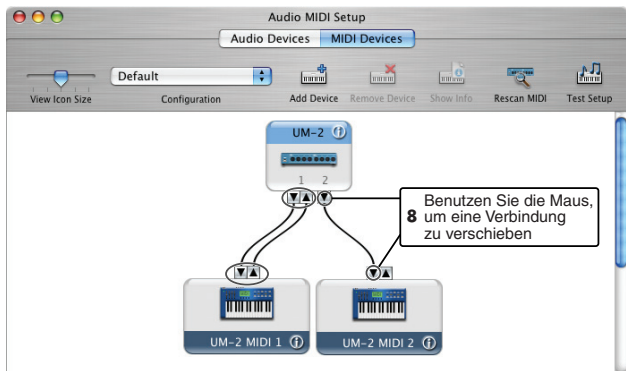 Audio MIDI Setup
Audio Devices MIDI Devices
Default
View Icon Size Configuration Add Device Remove Device Show Info Rescan MIDI Test Setup
UM-2
1 2
Benutzen Sie die Maus,
8 um eine Verbindung
zu verschieben
UM-2 MIDI 1 UM-2 MIDI 2